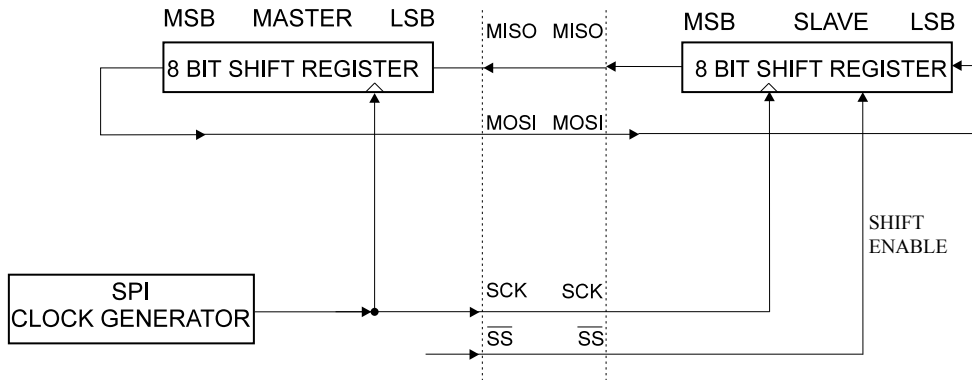 MSB MASTER LSB
MISO MISO
MSB SLAVE LSB
8 BIT SHIFT REGISTER
8 BIT SHIFT REGISTER
MOSI MOSI
SHIFT
ENABLE
SPI
CLOCK GENERATOR
SCK SCK
SS SS